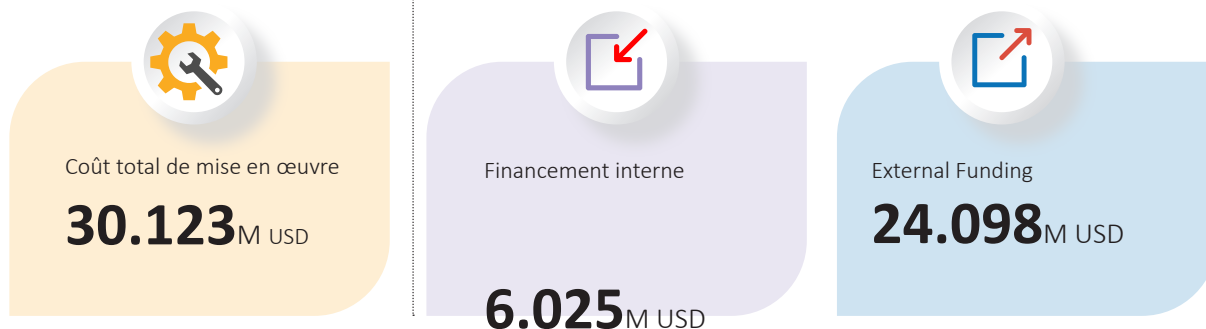 Coût total de mise en œuvre
30.123M USD
Financement interne
6.025M USD
External Funding
24.098M USD